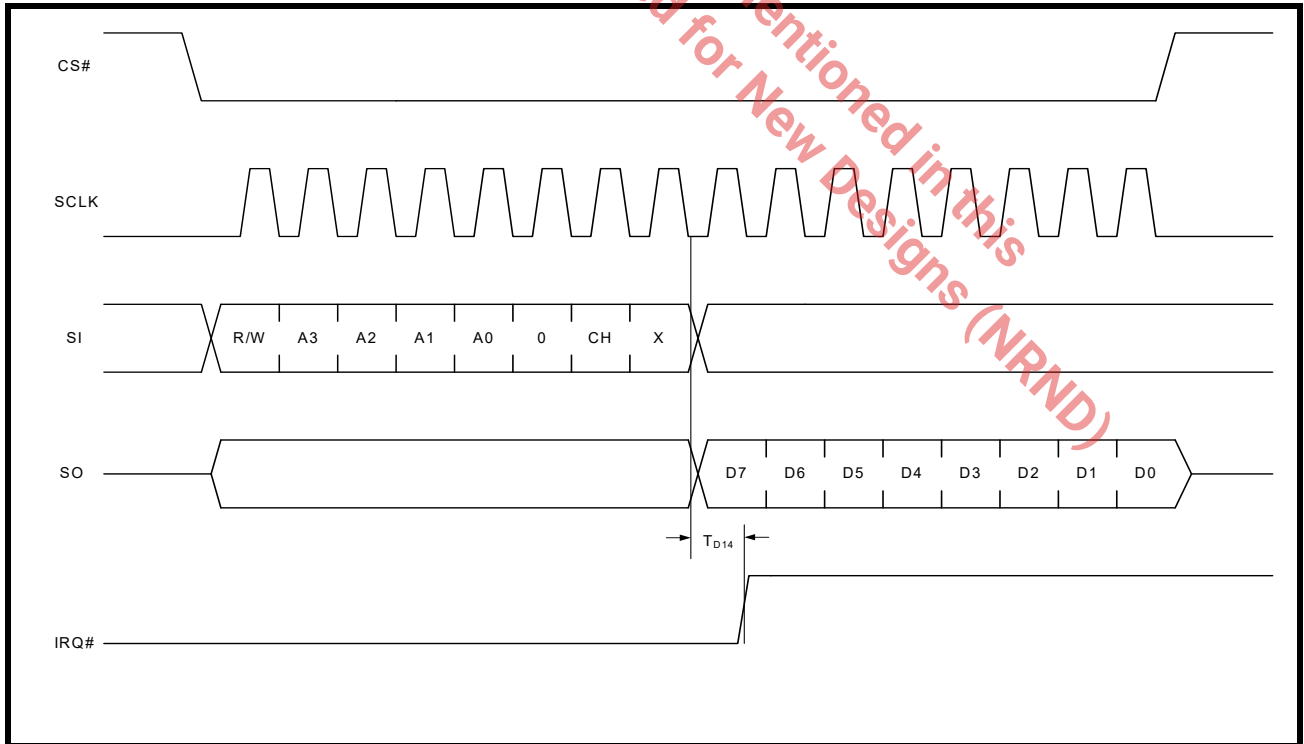 mentioned in this
for New Designs (NRND)
CS#
SCLK
SI
R/W A3 A2 A1 A0 0 CH X
SO
D7 D6 D5 D4 D3 D2 D1 D0
TD14
IRQ#